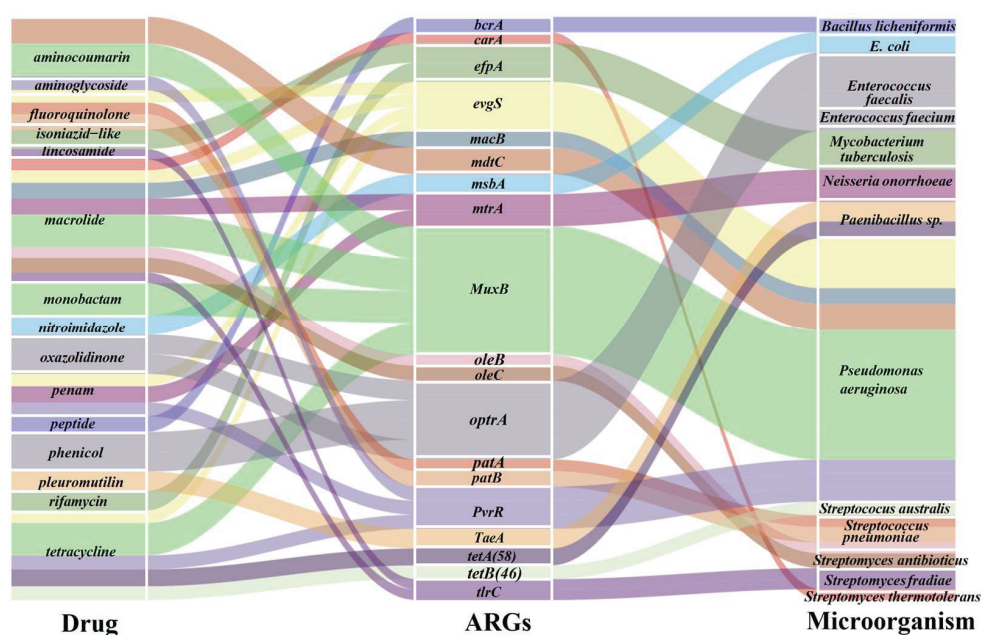 aminocoumarin
aminoglycoside
fluoroquinolone
isoniazid-like
lincosamide
macrolide
monobactam
nitroimidazole
oxazolidinone
penam
peptide
phenicol
pleuromutilin
rifamycin
tetracycline
Drug
bcrA
carA
efpA
evgS
macB
mdtC
msbA
mtrA
MuxB
oleB
oleC
optrA
patA
patB
PvrR
TaeA
tetA(58)
tetB(46)
tlrC
ARGs
Bacillus licheniformis
E. coli
Enterococcus
faecalis
Enterococcus faecium
Mycobacterium
tuberculosis
Neisseria onorrhoeae
Paenibacillus sp.
Pseudomonas
aeruginosa
Streptococus australis
Streptococcus
pneumoniae
Streptomyces antibioticus
Streptomyces fradiae
Streptomyces thermotolerans
Microorganism